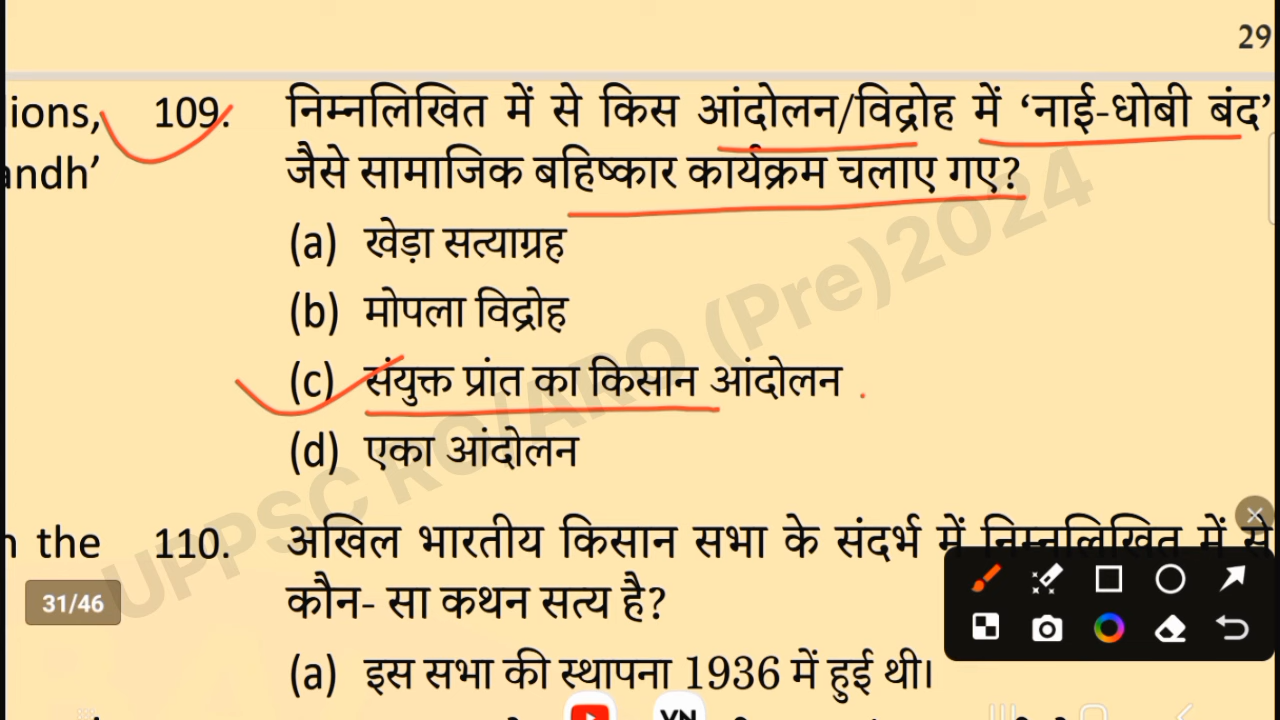 29
ions, 109. निम्नलिखित में से किस आंदोलन/विद्रोह में ‘नाई-धोबी बंद’
andh’ जैसे सामाजिक बहिष्कार कार्यक्रम चलाए गए?
(a) खेड़ा सत्याग्रह
(b) मोपला विद्रोह
(c) संयुक्त प्रांत का किसान आंदोलन
(d) एका आंदोलन
UPPSC RO/ARO (Pre)2024
the 110. अखिल भारतीय किसान सभा के संदर्भ में निम्नलिखित में से
31/46 कौन- सा कथन सत्य है?
(a) इस सभा की स्थापना 1936 में हुई थी।
VN